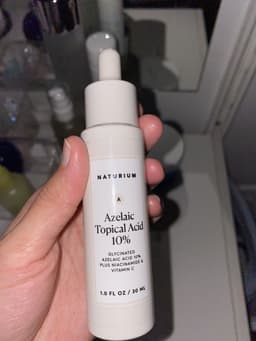 NATURIUM
A
Azelaic
Topical Acid
10%
GLYCINATED
AZELAIC ACID 10%
PLUS NIACINAMIDE &
VITAMIN C
1.0 FL OZ / 30 ML